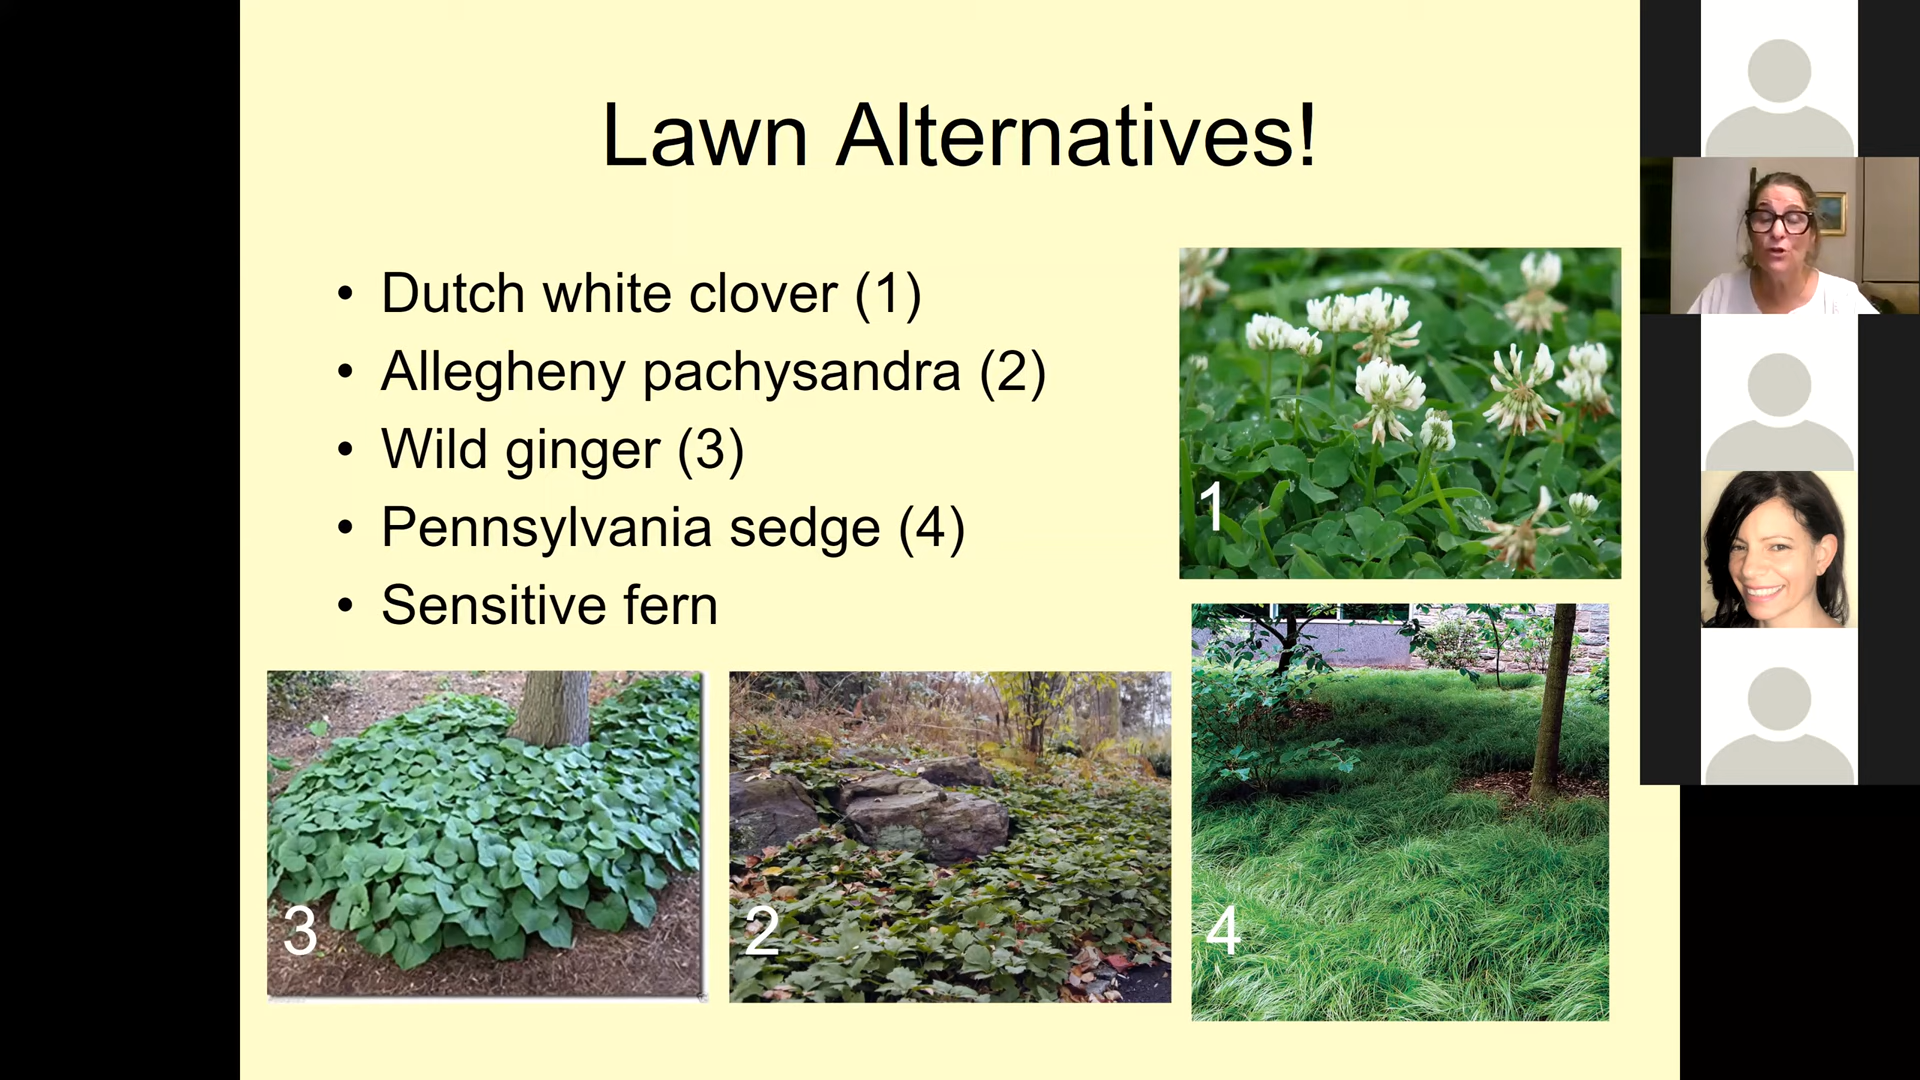 Lawn Alternatives!
• Dutch white clover (1)
• Allegheny pachysandra (2)
• Wild ginger (3)
• Pennsylvania sedge (4)
• Sensitive fern
1
3
2
4